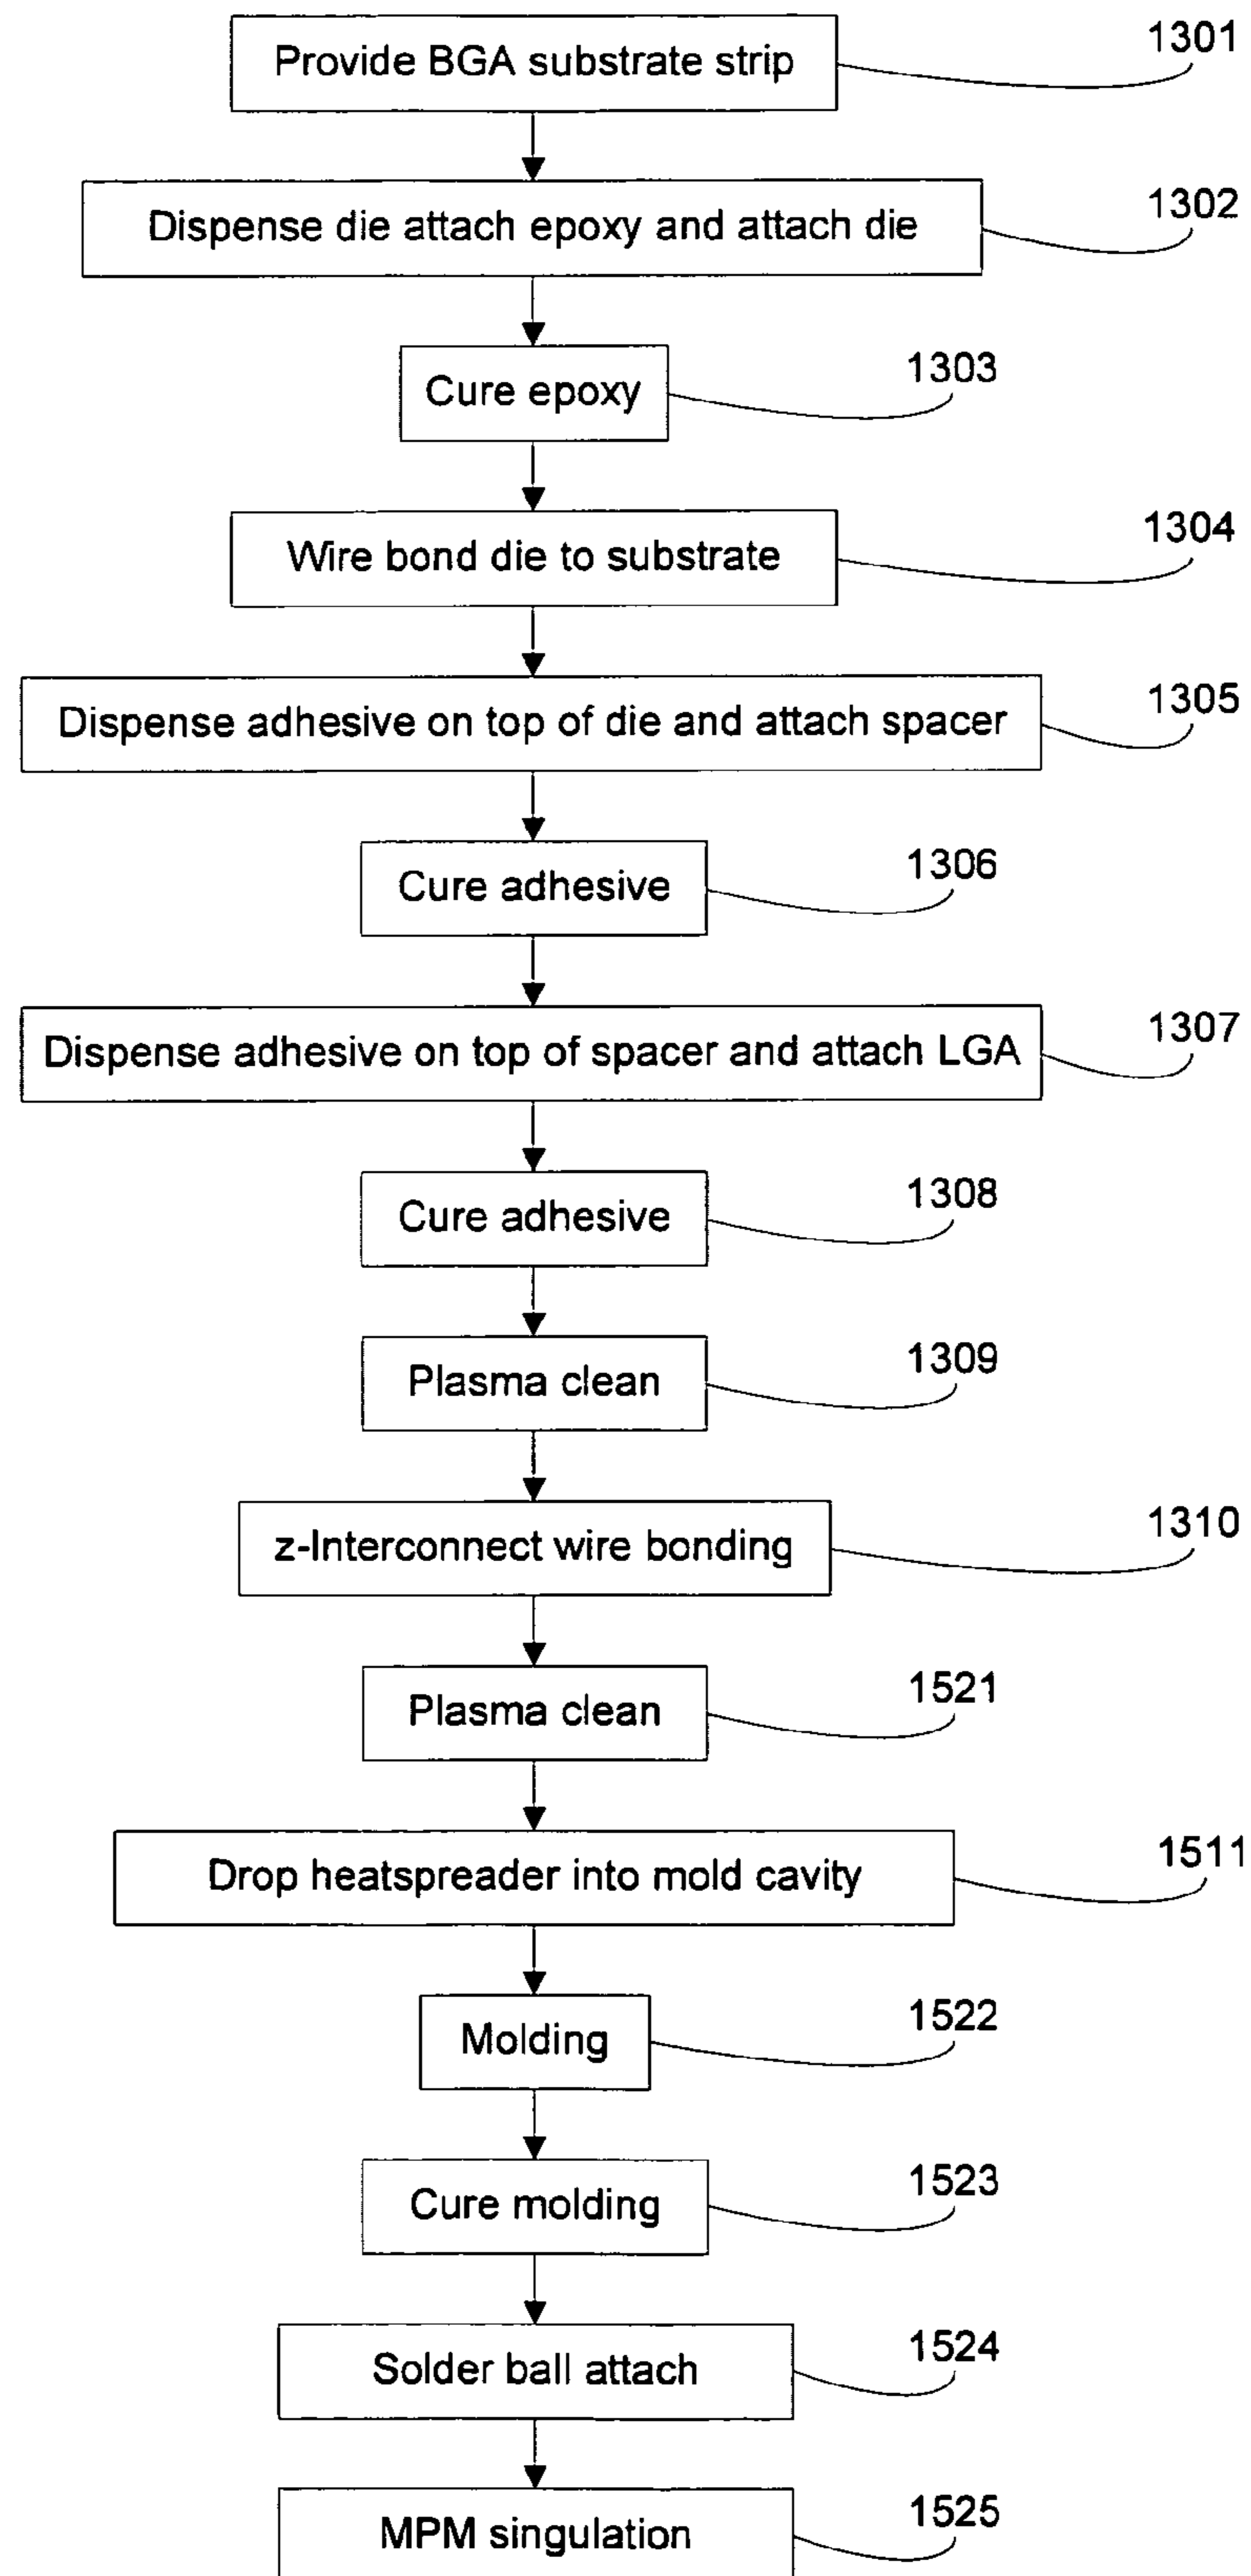 Provide BGA substrate strip
1301
Dispense die attach epoxy and attach die
1302
Cure epoxy
1303
Wire bond die to substrate
1304
Dispense adhesive on top of die and attach spacer
1305
Cure adhesive
1306
Dispense adhesive on top of spacer and attach LGA
1307
Cure adhesive
1308
Plasma clean
1309
z-Interconnect wire bonding
1310
Plasma clean
1521
Drop heatspreader into mold cavity
1511
Molding
1522
Cure molding
1523
Solder ball attach
1524
MPM singulation
1525